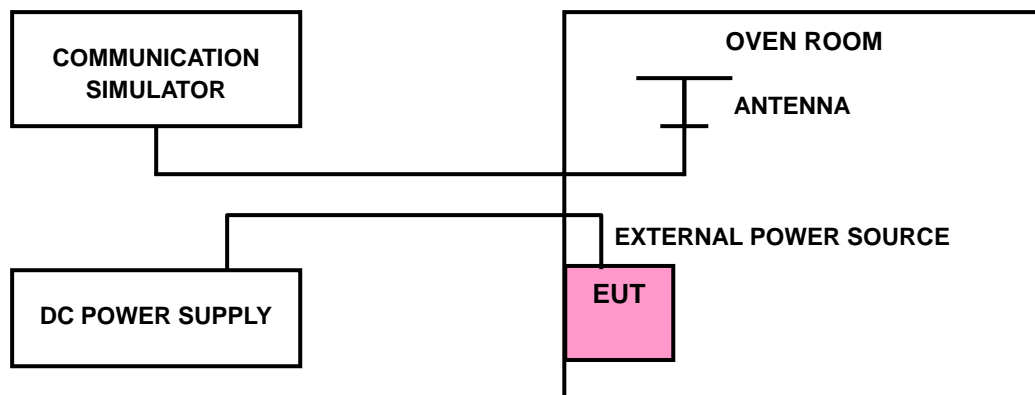 COMMUNICATION
SIMULATOR
OVEN ROOM
ANTENNA
EXTERNAL POWER SOURCE
DC POWER SUPPLY
EUT